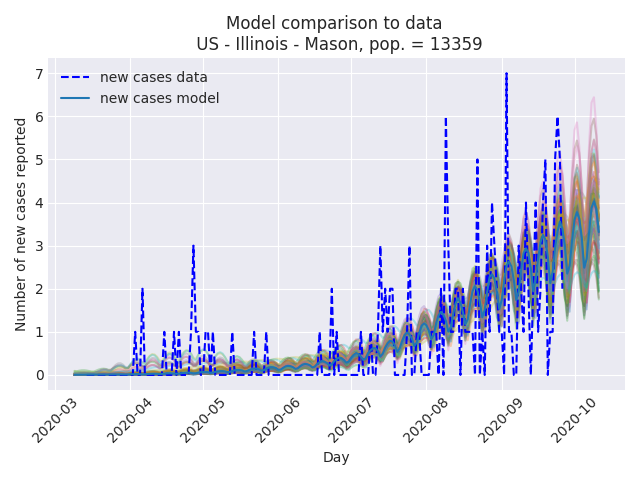 Model comparison to data
US - Illinois - Mason, pop. = 13359
new cases data
new cases model
Number of new cases reported
7
6
5
4
3
2
1
0
2020-03
2020-04
2020-05
2020-06
2020-07
2020-08
2020-09
2020-10
Day